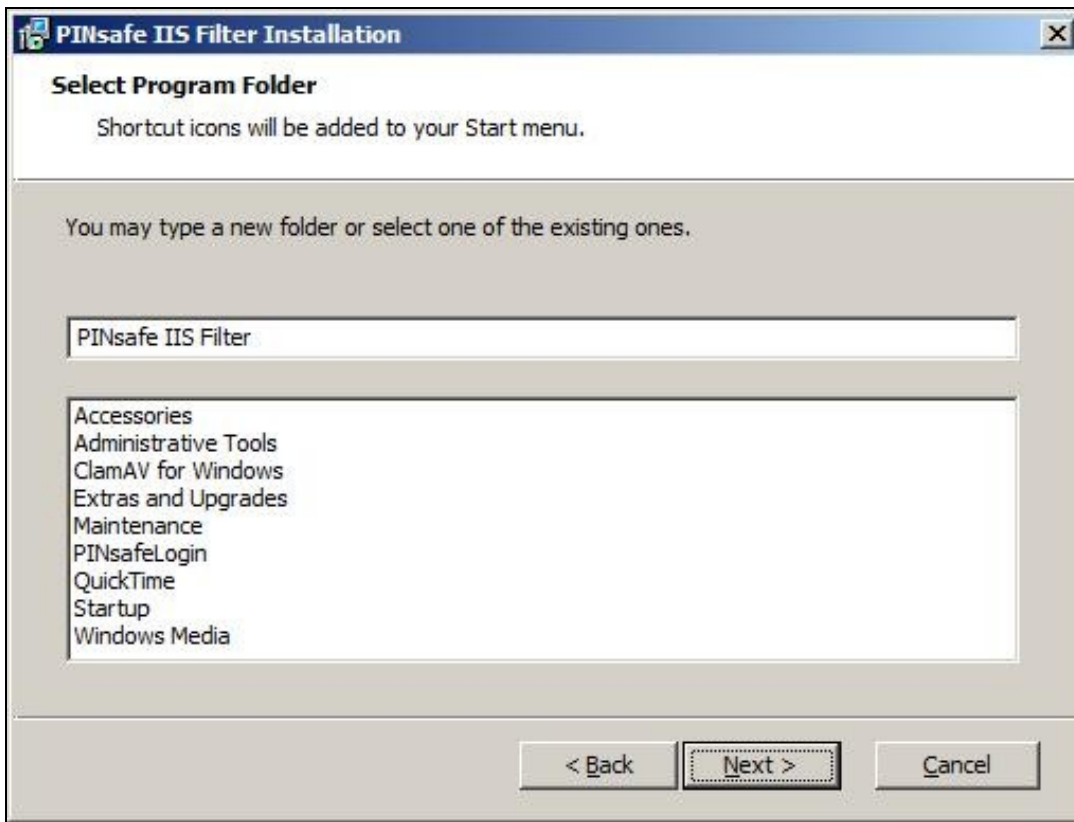 PINsafe IIS Filter Installation
Select Program Folder
Shortcut icons will be added to your Start menu.
You may type a new folder or select one of the existing ones.
PINsafe IIS Filter
Accessories
Administrative Tools
ClamAV for Windows
Extras and Upgrades
Maintenance
PINsafeLogin
QuickTime
Startup
Windows Media
< Back
Next >
Cancel